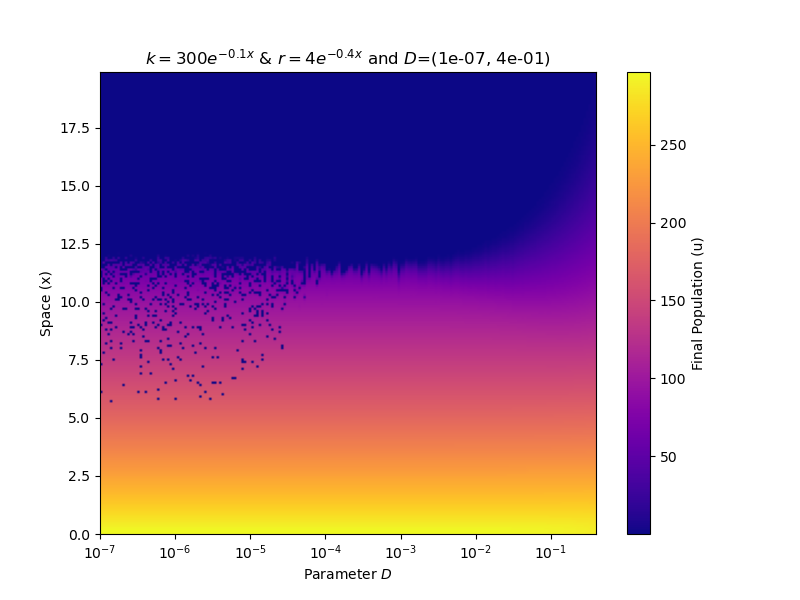 k = 300e^{-0.1x} & r = 4e^{-0.4x} and D=(1e-07, 4e-01)
17.5
15.0
12.5
10.0
7.5
5.0
2.5
0.0
Space (x)
10^{-7} 10^{-6} 10^{-5} 10^{-4} 10^{-3} 10^{-2} 10^{-1}
Parameter D
250
200
150
100
50
Final Population (u)